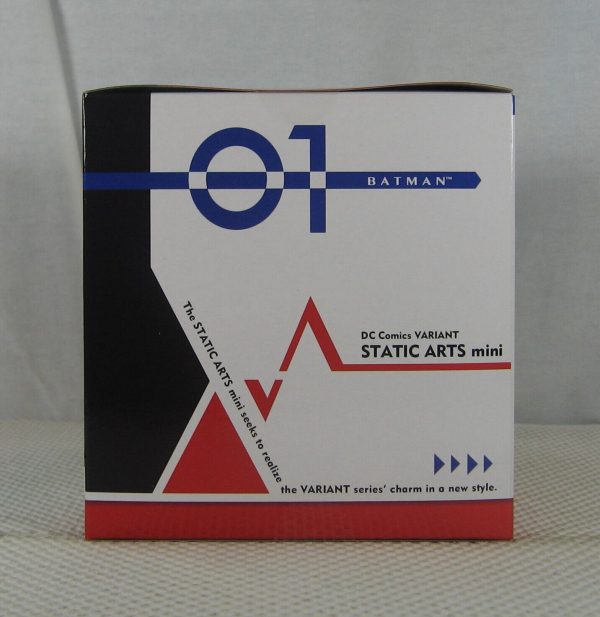 01
BATMAN™
DC Comics VARIANT
STATIC ARTS mini
The STATIC ARTS mini seeks to realize
the VARIANT series' charm in a new style.